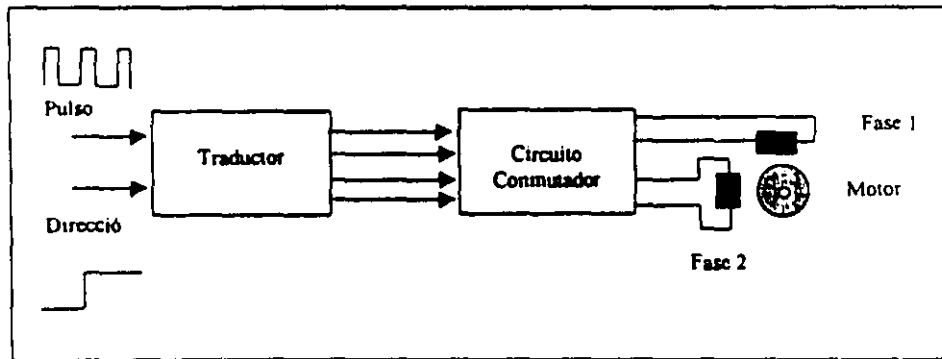 Pulso
Direcció
Traductor
Circuito
Conmutador
Fase 1
Motor
Fase 2